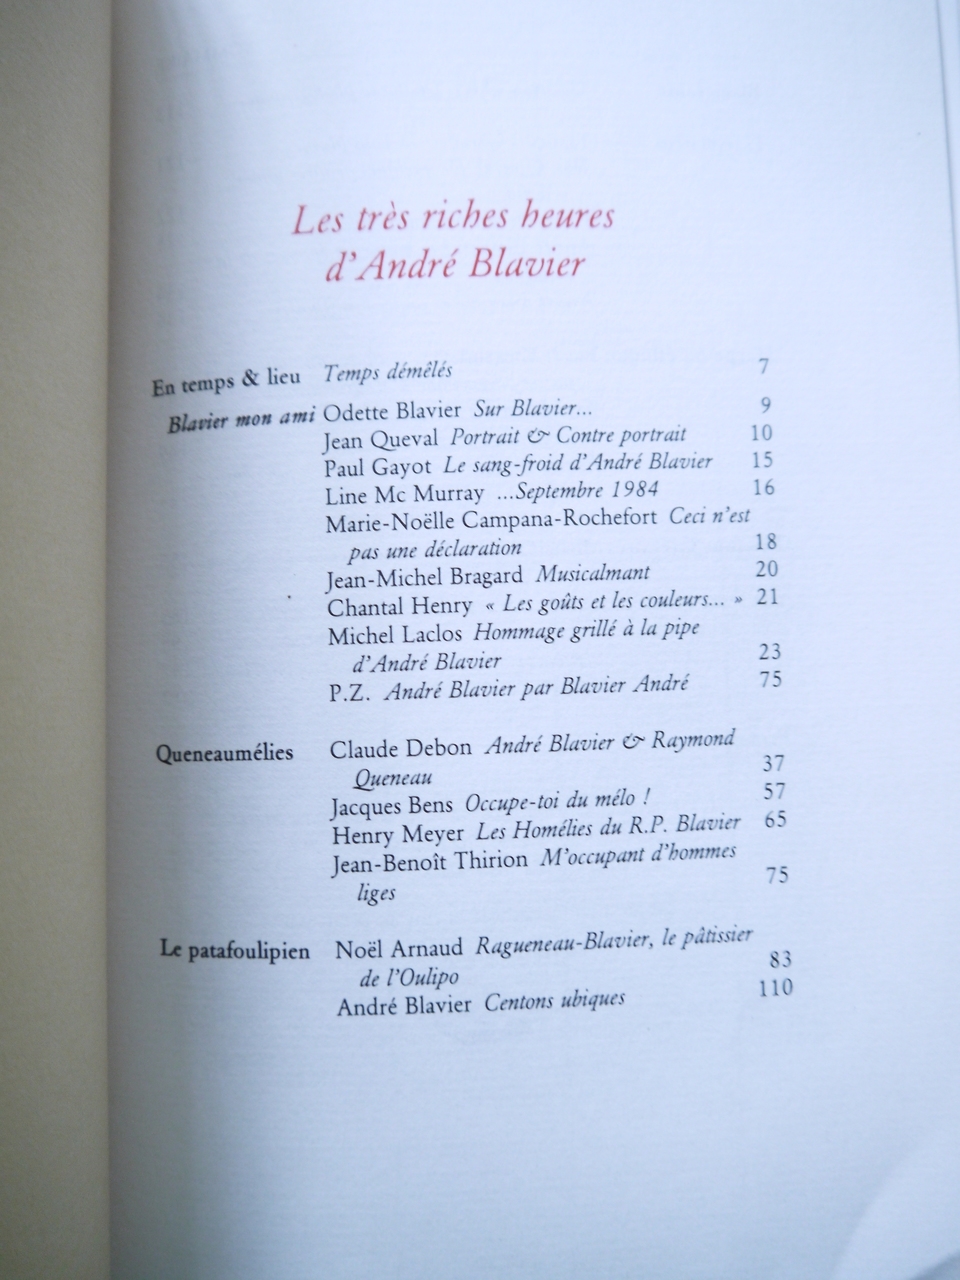 Les très riches heures
d'André Blavier
En temps & lieu Temps démêlés 7
Blavier mon ami Odette Blavier Sur Blavier... 9
Jean Queval Portrait & Contre portrait 10
Paul Gayot Le sang-froid d'André Blavier 15
Line Mc Murray ...Septembre 1984 16
Marie-Noëlle Campana-Rochefort Ceci n'est
pas une déclaration 18
Jean-Michel Bragard Musicalmant 20
Chantal Henry « Les goûts et les couleurs... » 21
Michel Laclos Hommage grillé à la pipe
d'André Blavier 23
P.Z. André Blavier par Blavier André 75
Queneaumélies Claude Debon André Blavier & Raymond
Queneau 37
Jacques Bens Occupe-toi du mélo ! 57
Henry Meyer Les Homélies du R.P. Blavier 65
Jean-Benoît Thirion M'occupant d'hommes
liges 75
Le patafoulipien Noël Arnaud Ragueneau-Blavier, le pâtissier
de l'Oulipo 83
André Blavier Centons ubiques 110